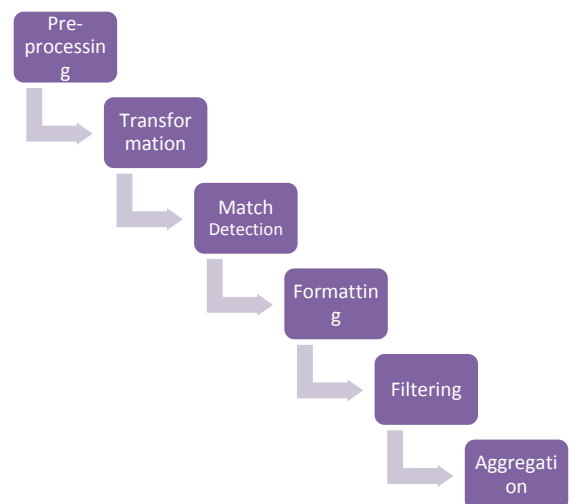 Pre-
processin
g
Transfor
mation
Match
Detection
Formattin
g
Filtering
Aggregati
on